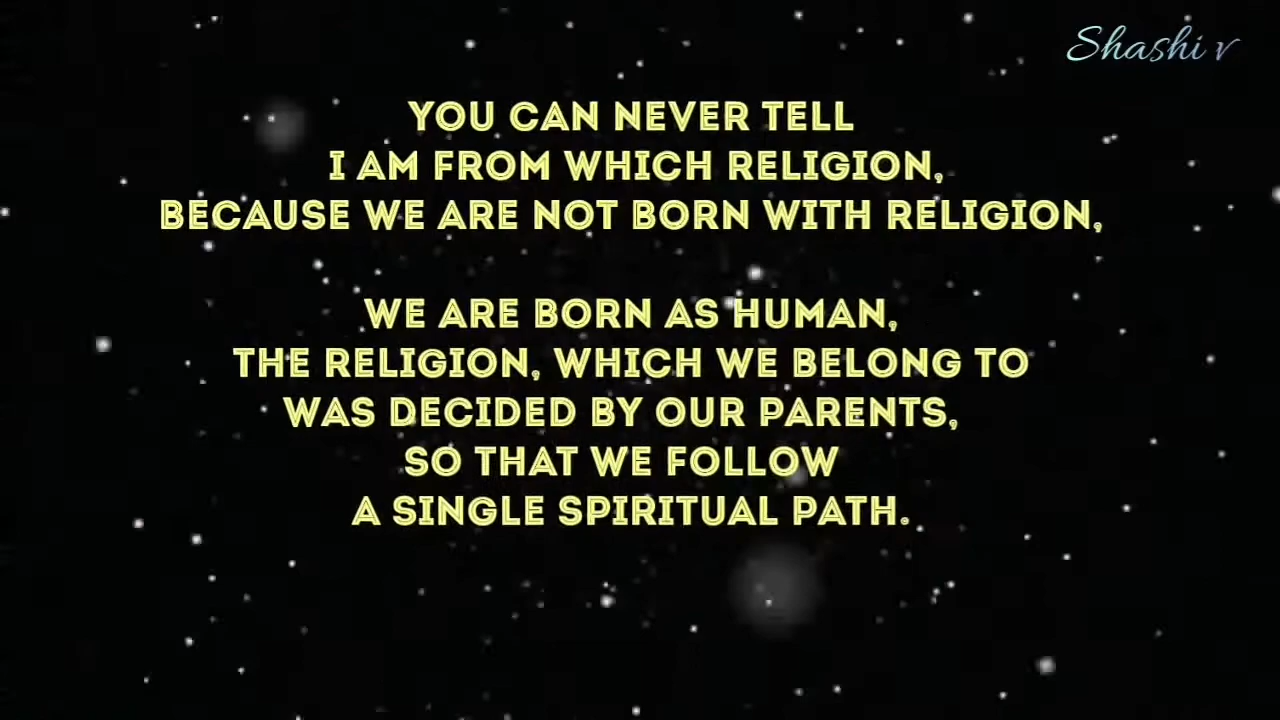 Shashi v
YOU CAN NEVER TELL
I AM FROM WHICH RELIGION,
BECAUSE WE ARE NOT BORN WITH RELIGION,
WE ARE BORN AS HUMAN,
THE RELIGION, WHICH WE BELONG TO
WAS DECIDED BY OUR PARENTS,
SO THAT WE FOLLOW
A SINGLE SPIRITUAL PATH.